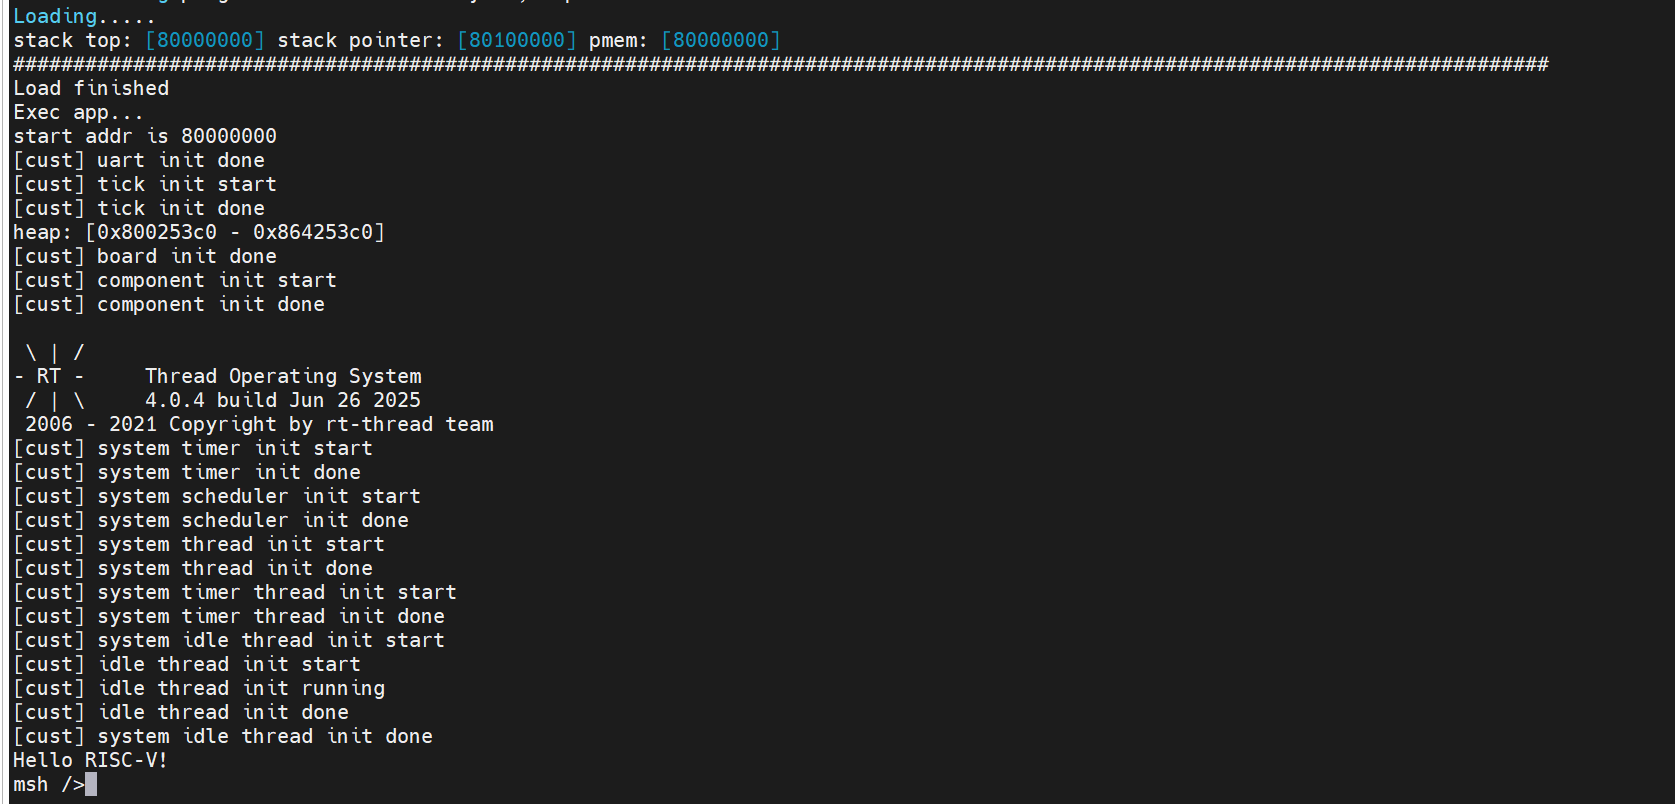 Loading.....
stack top: [80000000] stack pointer: [80100000] pmem: [80000000]
################################################################################################################################
Load finished
Exec app...
start addr is 80000000
[cust] uart init done
[cust] tick init start
[cust] tick init done
heap: [0x800253c0 - 0x864253c0]
[cust] board init done
[cust] component init start
[cust] component init done
 \ | /
- RT -     Thread Operating System
 / | \     4.0.4 build Jun 26 2025
 2006 - 2021 Copyright by rt-thread team
[cust] system timer init start
[cust] system timer init done
[cust] system scheduler init start
[cust] system scheduler init done
[cust] system thread init start
[cust] system thread init done
[cust] system timer thread init start
[cust] system timer thread init done
[cust] system idle thread init start
[cust] idle thread init start
[cust] idle thread init running
[cust] idle thread init done
[cust] system idle thread init done
Hello RISC-V!
msh />